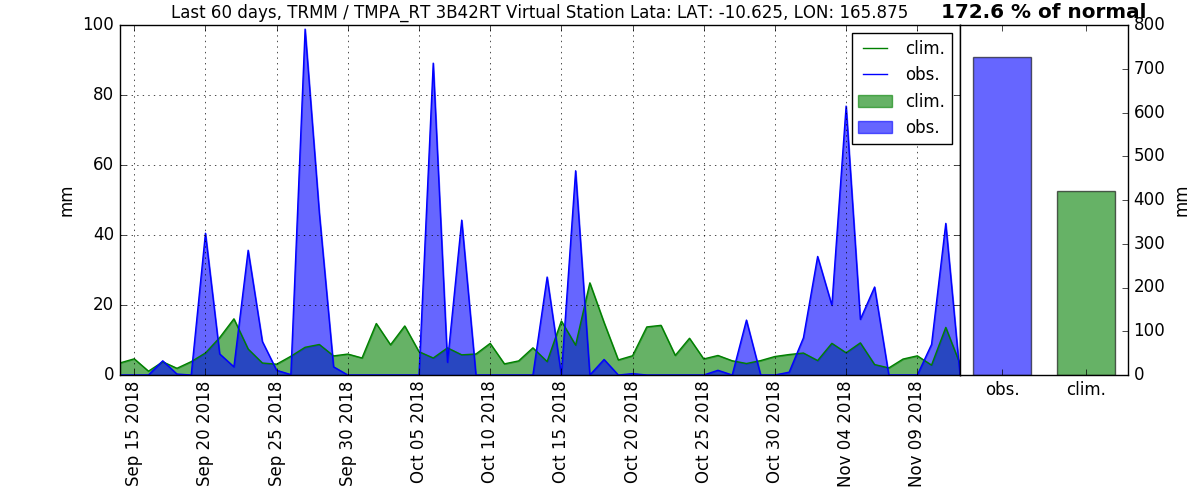 Last 60 days, TRMM / TMPA_RT 3B42RT Virtual Station Lata: LAT: -10.625, LON: 165.875
172.6 % of normal
100
80
60
40
20
0
mm
clim.
obs.
clim.
obs.
800
700
600
500
400
300
200
100
0
mm
Sep 15 2018
Sep 20 2018
Sep 25 2018
Sep 30 2018
Oct 05 2018
Oct 10 2018
Oct 15 2018
Oct 20 2018
Oct 25 2018
Oct 30 2018
Nov 04 2018
Nov 09 2018
obs.
clim.